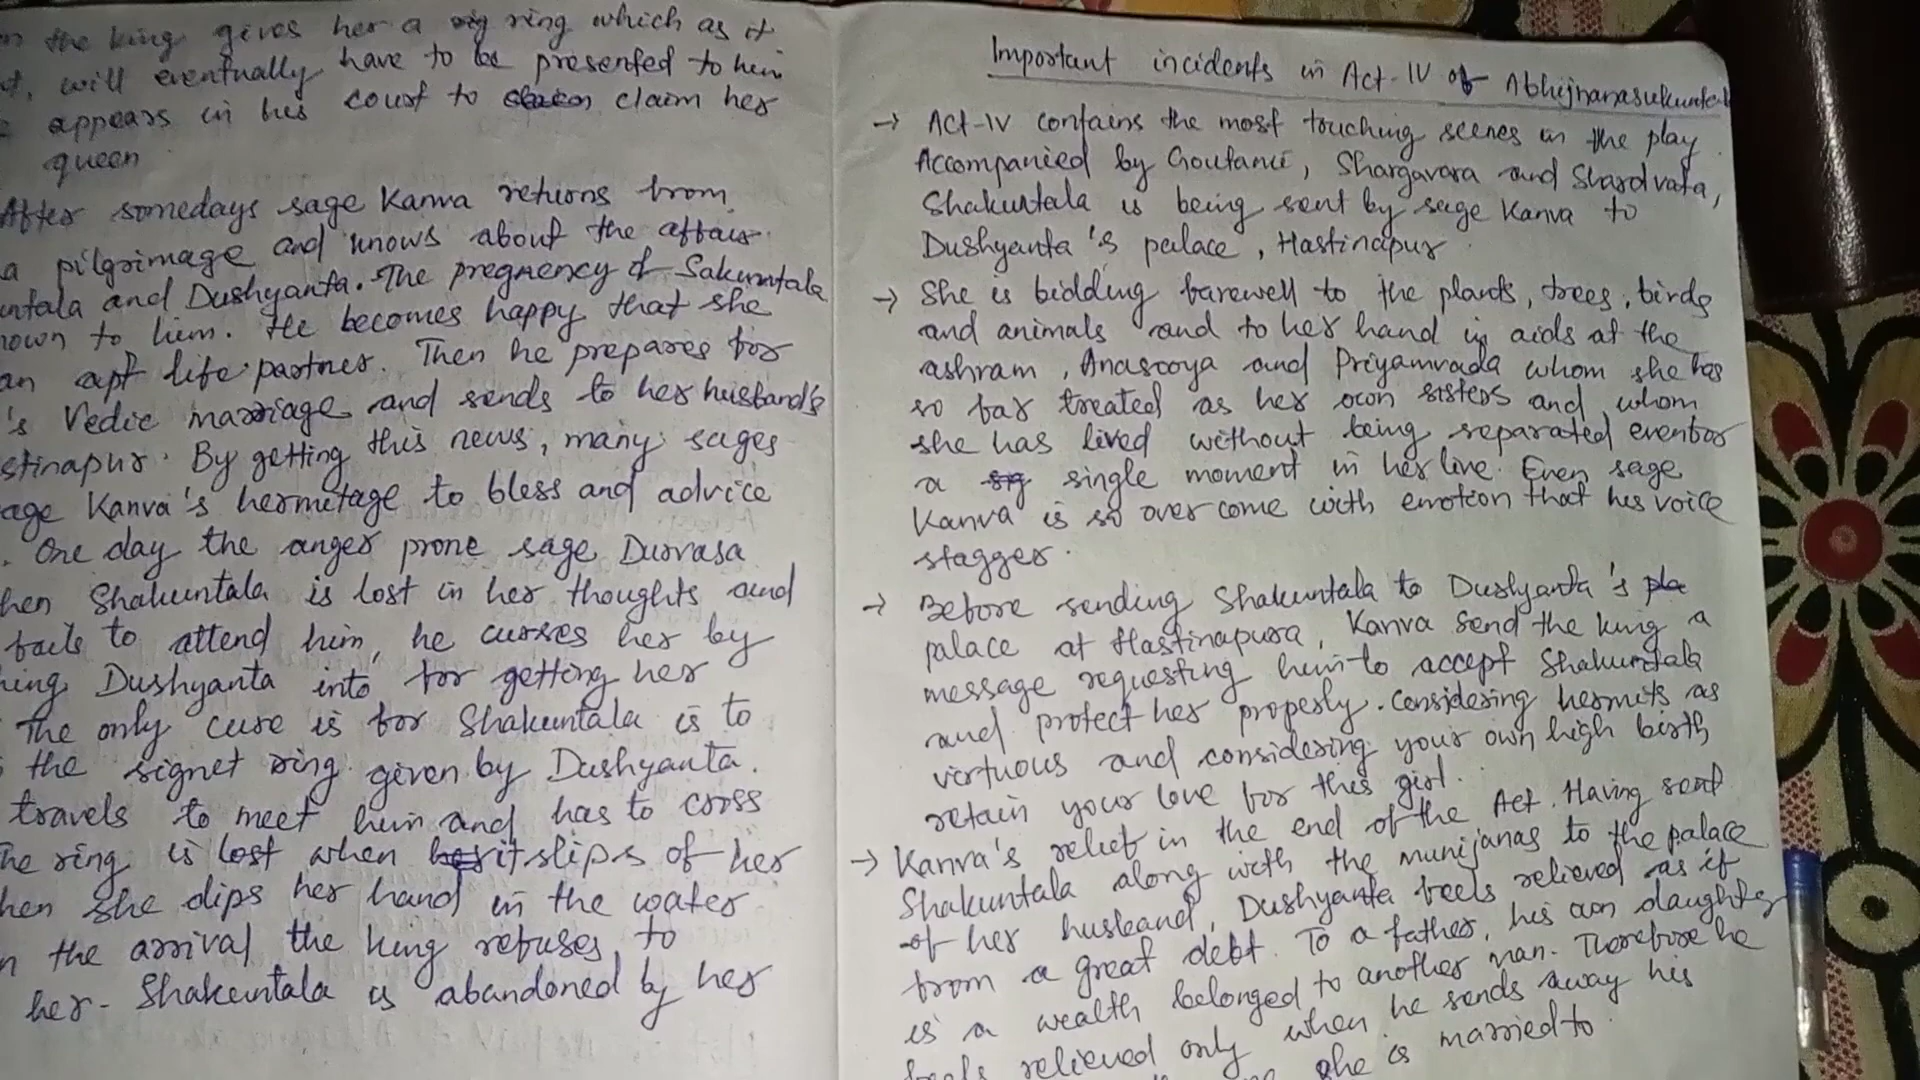 the king gives her a ring which as it
will eventually have to be presented to him
appears in his court to claim her
queen
After somedays sage Kanva returns from
a pilgrimage and knows about the affair
and Dushyanta. The pregnency of Sakuntala
to him. He becomes happy that she
an apt life partner. Then he prepares for
's Vedic marriage and sends to her husband's
By getting this news, many sages
Kanva's hermitage to bless and advice
. One day the anger prone sage Durvasa
Shakuntala is lost in her thoughts and
fails to attend him, he curses her by
Dushyanta into for getting her
The only cure is for Shakuntala is to
the signet ring given by Dushyanta.
travels to meet him and has to cross
The ring is lost when it slips of her
she dips her hand in the water
the arrival the king refuses to
her - Shakuntala is abandoned by her
Important incidents in Act-IV of
→ Act-IV contains the most touching scenes in the play.
Accompanied by Goutami, Shargavara and Shardvata,
Shakuntala is being sent by sage Kanva to
Dushyanta's palace, Hastinapur
→ She is bidding farewell to the plants, trees, birds
and animals and to her hand in aids at the
ashram, Anasooya and Priyamvada whom she has
so far treated as her own sisters and whom
she has lived without being separated even for
a single moment in her live. Even sage
Kanva is so over come with emotion that his voice
stagger.
→ Before sending Shakuntala to Dushyanta's
palace at Hastinapura, Kanva send the king a
message requesting him to accept Shakuntala
and protect her properly. Considering hermits as
virtuous and considering your own high birth
retain your love for this girl.
→ Kanva's relief in the end of the Act. Having sent
Shakuntala along with the munijanas to the palace
of her husband, Dushyanta feels relieved as if
from a great debt. To a father, his own daughter
is a wealth belonged to another man. Therefore he
feels relieved only when he sends away his
she is married to